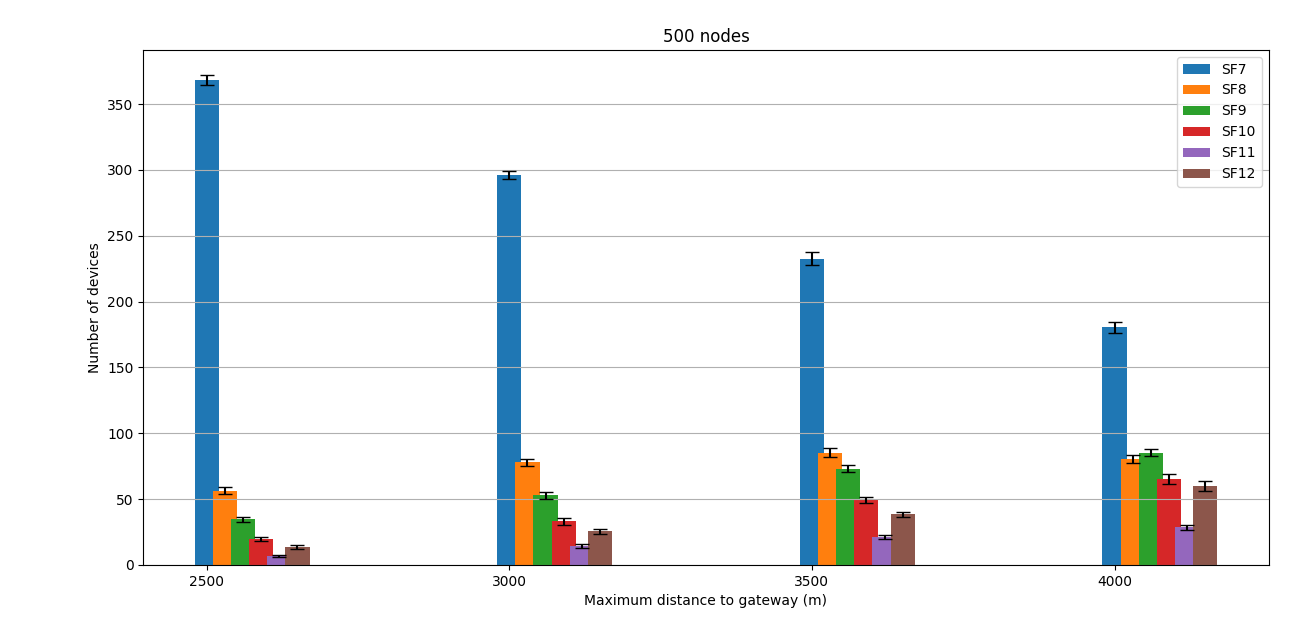 500 nodes
SF7
SF8
SF9
SF10
SF11
SF12
Number of devices
350
300
250
200
150
100
50
0
2500
3000
3500
4000
Maximum distance to gateway (m)